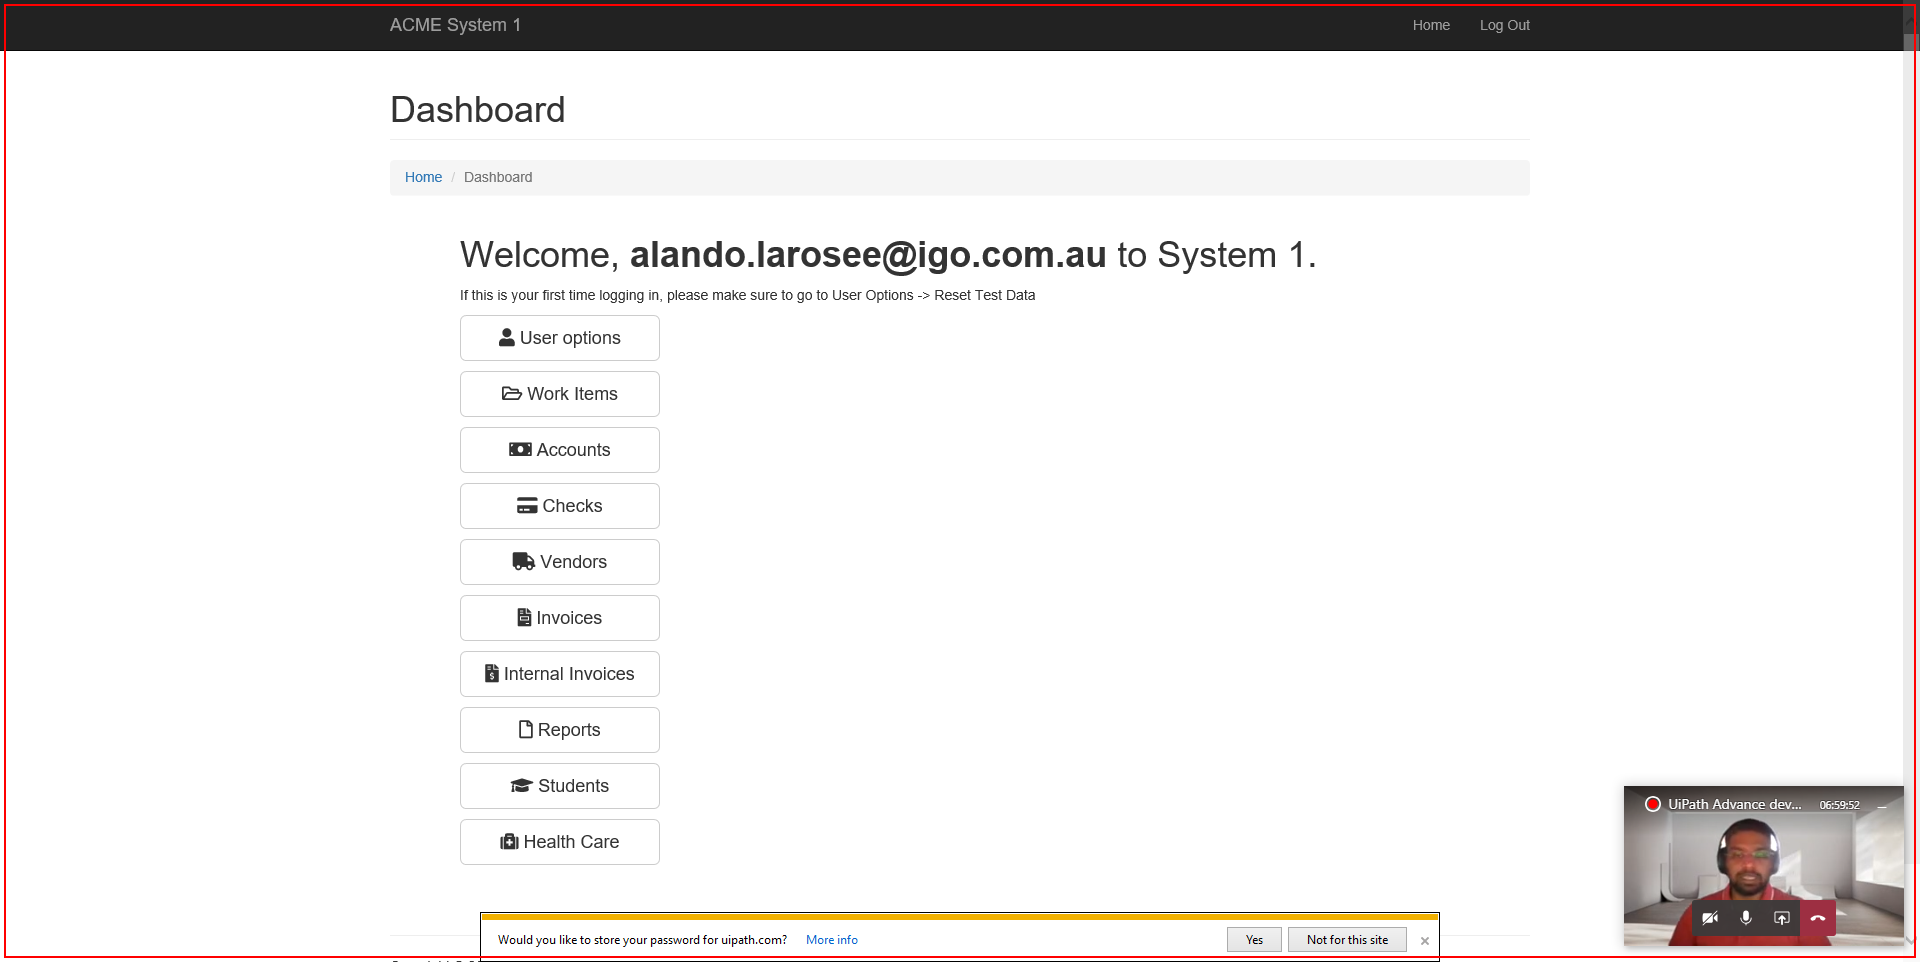 ACME System 1
Home
Log Out
Dashboard
Home / Dashboard
Welcome, alando.larosee@igo.com.au to System 1.
If this is your first time logging in, please make sure to go to User Options -> Reset Test Data
User options
Work Items
Accounts
Checks
Vendors
Invoices
Internal Invoices
Reports
Students
Health Care
UiPath Advance dev... 06:59:52
Would you like to store your password for uipath.com? More info Yes Not for this site